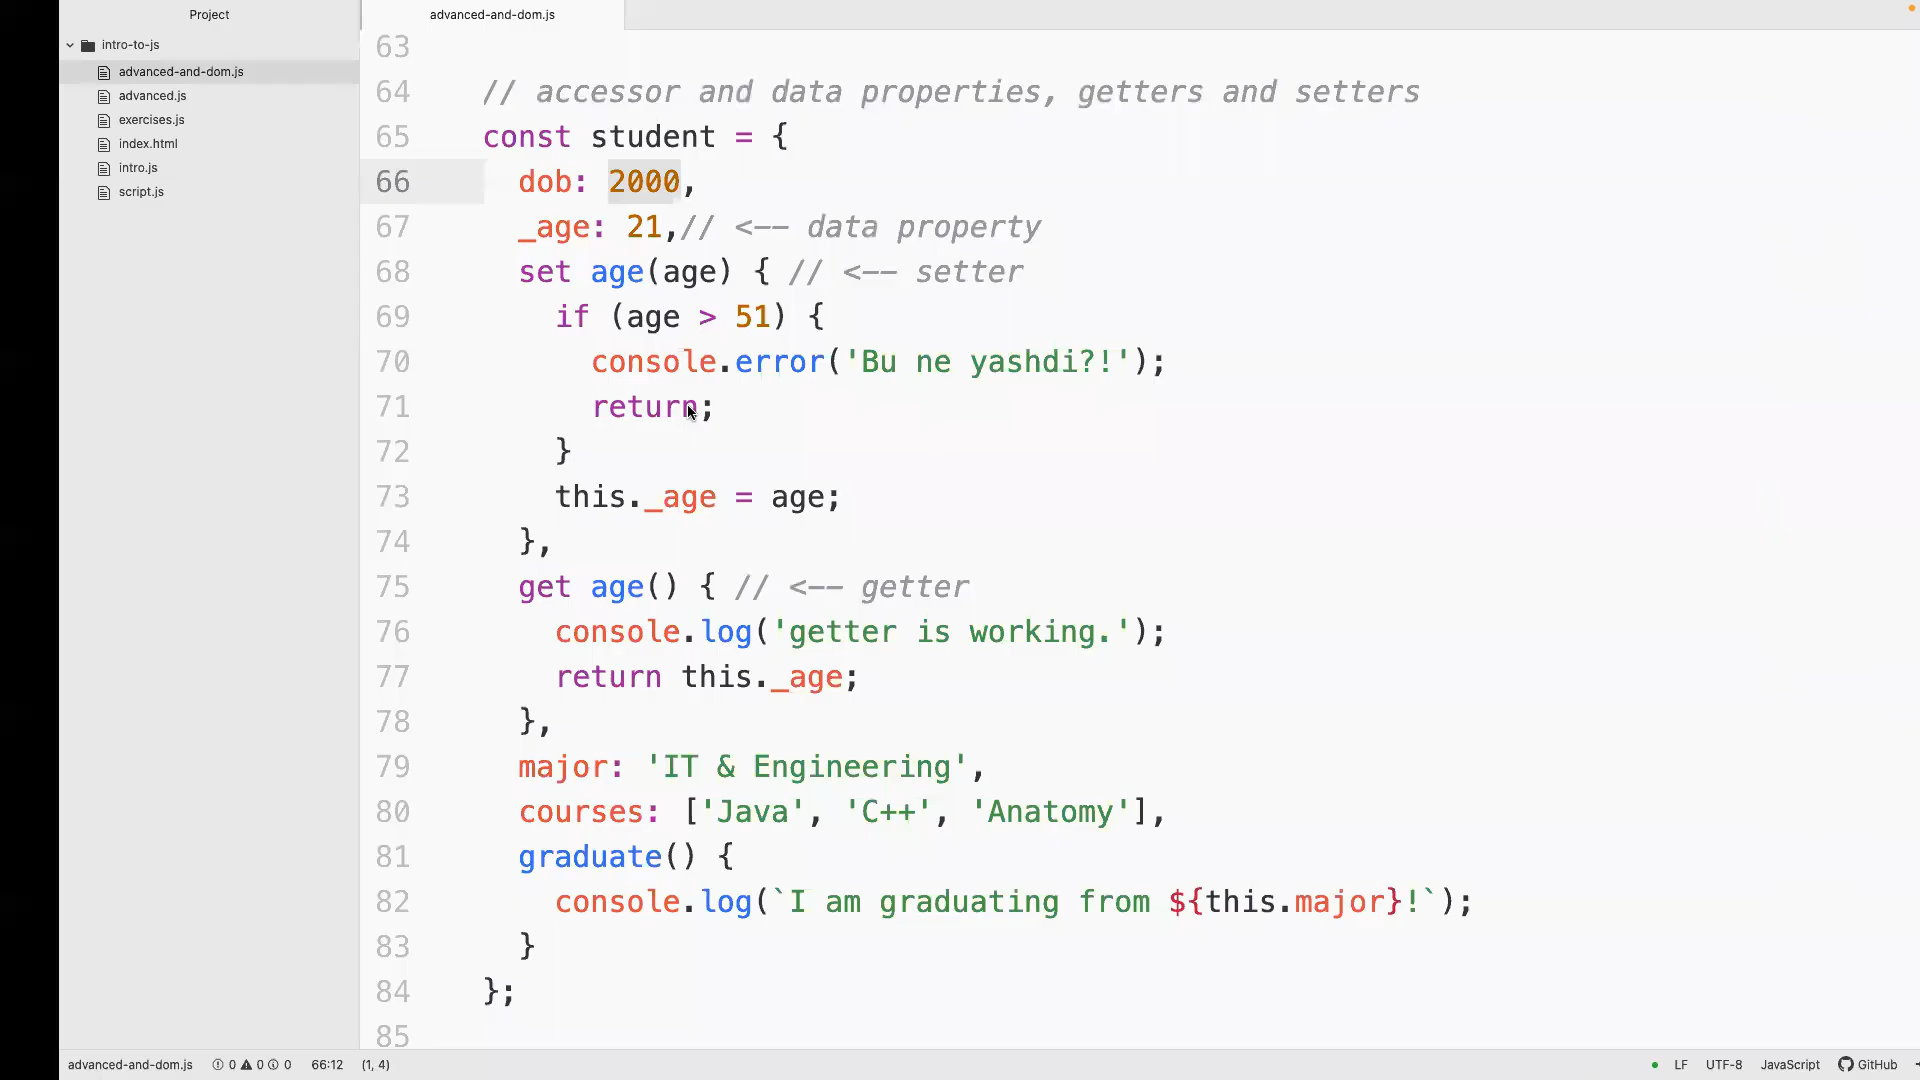 Project
advanced-and-dom.js
intro-to-js
advanced-and-dom.js
advanced.js
exercises.js
index.html
intro.js
script.js
63
64 // accessor and data properties, getters and setters
65 const student = {
66 dob: 2000,
67 _age: 21,// <-- data property
68 set age(age) { // <-- setter
69 if (age > 51) {
70 console.error('Bu ne yashdi?!');
71 return;
72 }
73 this._age = age;
74 },
75 get age() { // <-- getter
76 console.log('getter is working.');
77 return this._age;
78 },
79 major: 'IT & Engineering',
80 courses: ['Java', 'C++', 'Anatomy'],
81 graduate() {
82 console.log(`I am graduating from ${this.major}!`);
83 }
84 };
85
advanced-and-dom.js 0 0 0 66:12 (1, 4) LF UTF-8 JavaScript GitHub